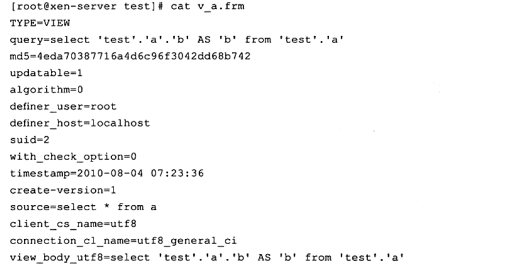 [root@xen-server test]# cat v_a.frm
TYPE=VIEW
query=select 'test'.'a'.'b' AS 'b' from 'test'.'a'
md5=4eda70387716a4d6c96f3042dd68b742
updatable=1
algorithm=0
definer_user=root
definer_host=localhost
suid=2
with_check_option=0
timestamp=2010-08-04 07:23:36
create-version=1
source=select * from a
client_cs_name=utf8
connection_cl_name=utf8_general_ci
view_body_utf8=select 'test'.'a'.'b' AS 'b' from 'test'.'a'